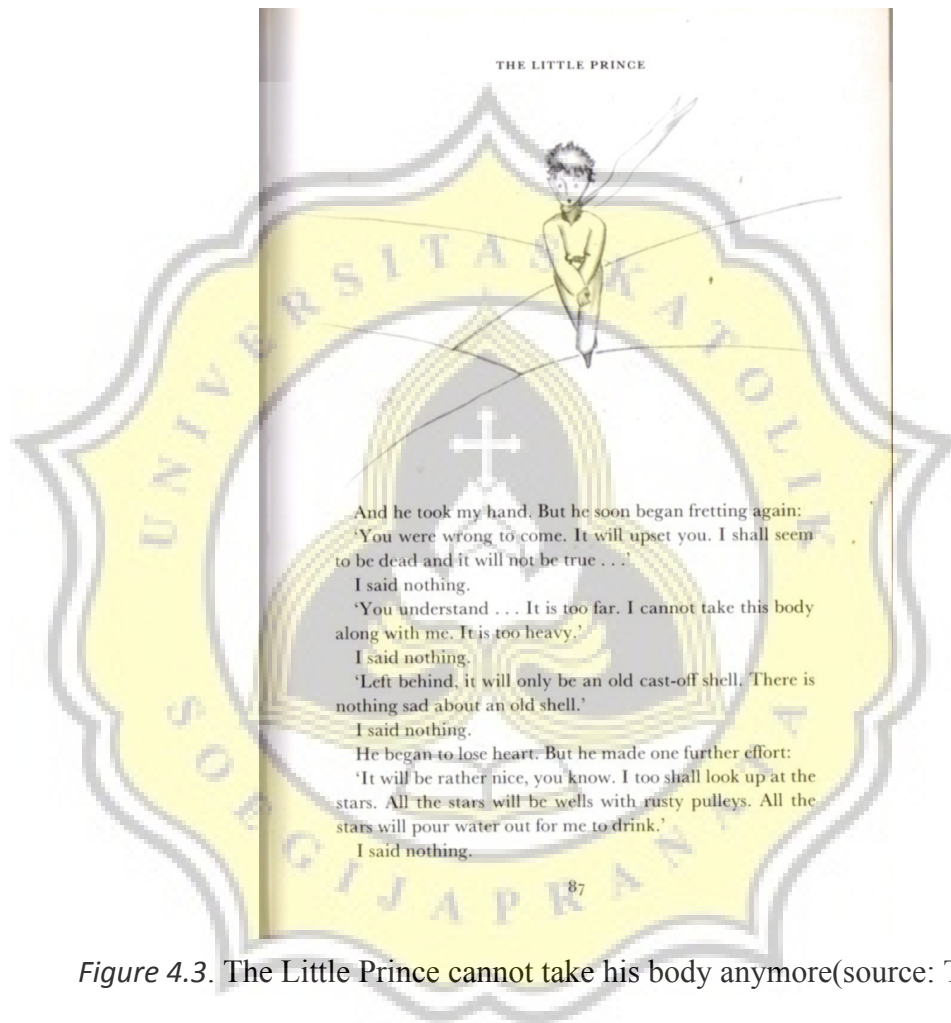 THE LITTLE PRINCE
UNIVERSITAS KATOLIK
SOEGIJAPRANATA
And he took my hand. But he soon began fretting again:
‘You were wrong to come. It will upset you. I shall seem
to be dead and it will not be true . . .’
I said nothing.
‘You understand . . . It is too far. I cannot take this body
along with me. It is too heavy.’
I said nothing.
‘Left behind, it will only be an old cast-off shell. There is
nothing sad about an old shell.’
I said nothing.
He began to lose heart. But he made one further effort:
‘It will be rather nice, you know. I too shall look up at the
stars. All the stars will be wells with rusty pulleys. All the
stars will pour water out for me to drink.’
I said nothing.
87
Figure 4.3. The Little Prince cannot take his body anymore(source: